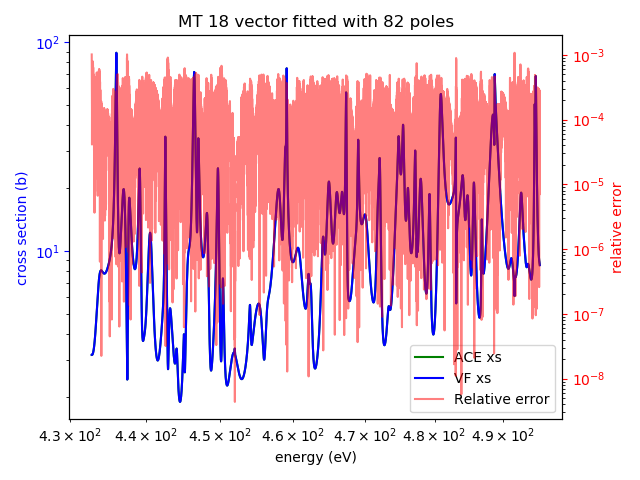 MT 18 vector fitted with 82 poles
cross section (b)
10²
10¹
10⁻³
10⁻⁴
10⁻⁵
10⁻⁶
10⁻⁷
10⁻⁸
relative error
ACE xs
VF xs
Relative error
4.3 × 10² 4.4 × 10² 4.5 × 10² 4.6 × 10² 4.7 × 10² 4.8 × 10² 4.9 × 10²
energy (eV)